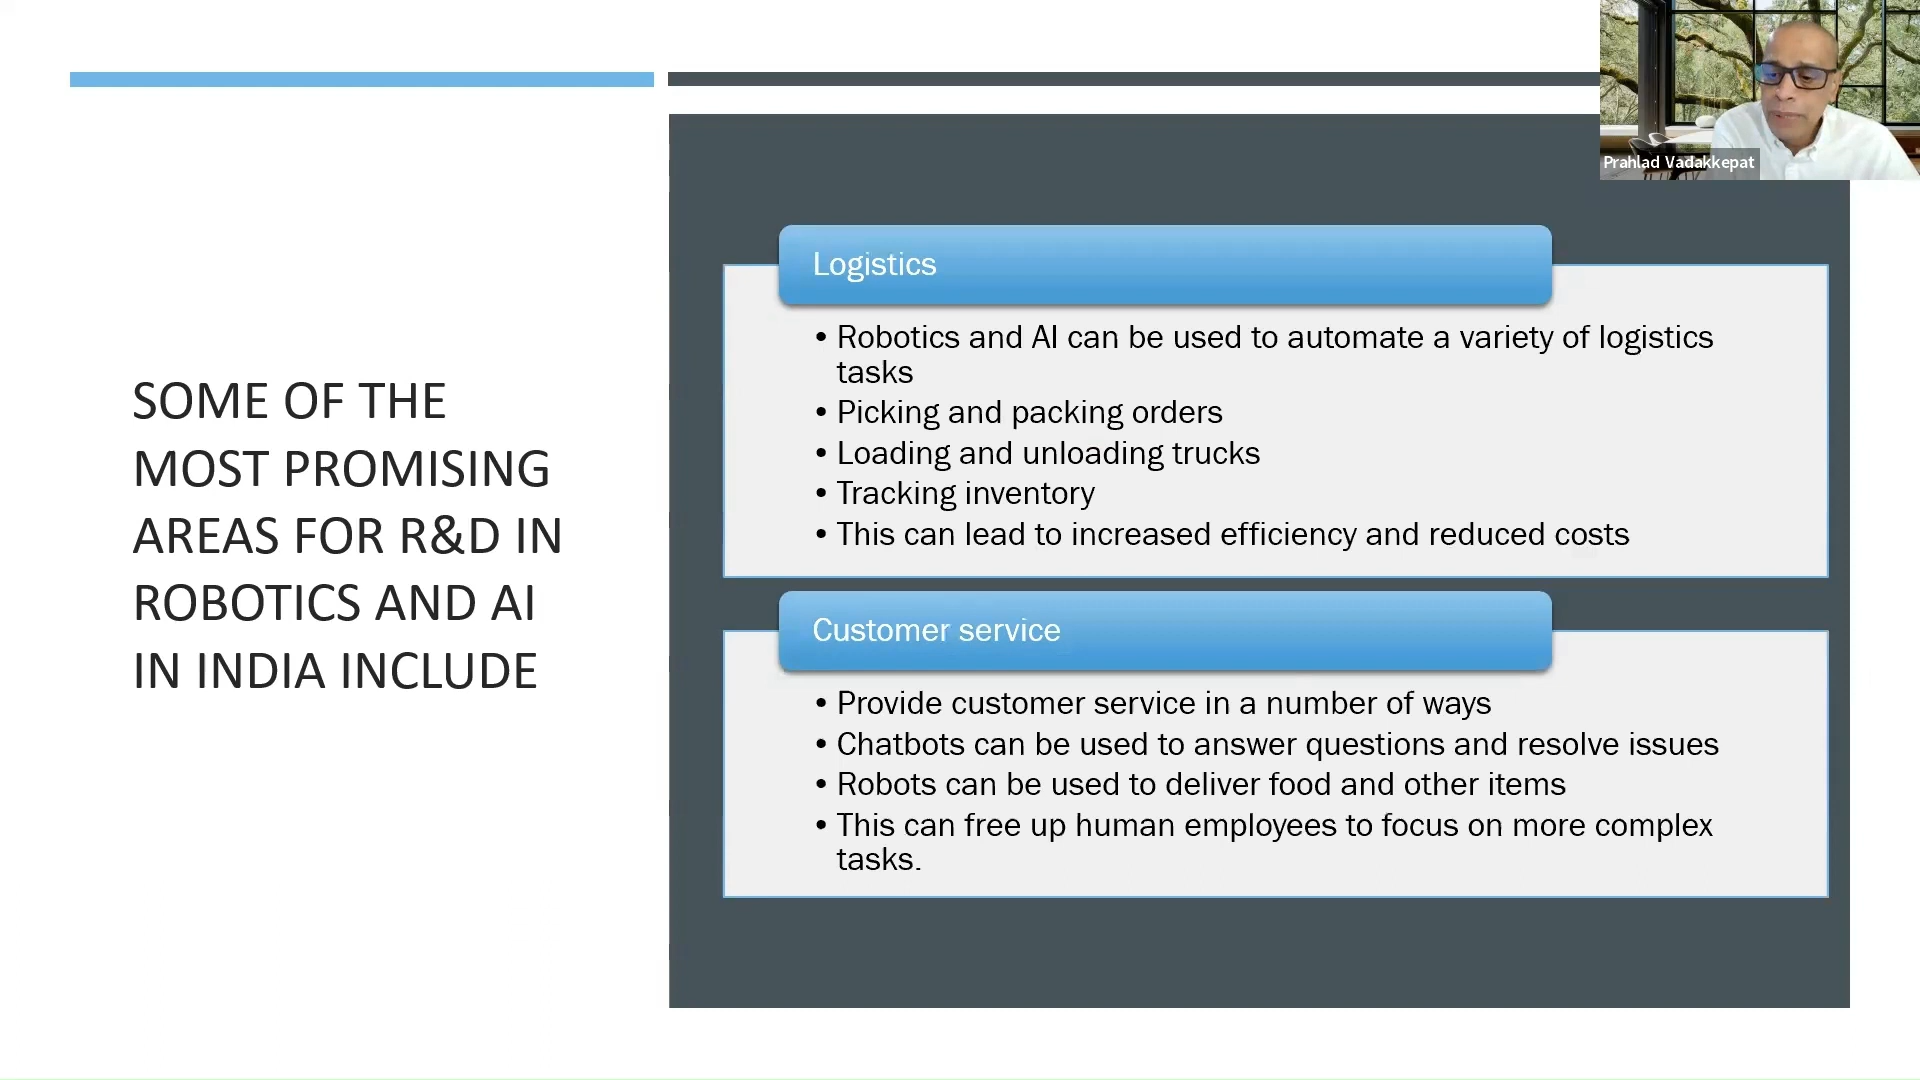 SOME OF THE
MOST PROMISING
AREAS FOR R&D IN
ROBOTICS AND AI
IN INDIA INCLUDE
Prahlad Vadakkepat
Logistics
• Robotics and AI can be used to automate a variety of logistics
tasks
• Picking and packing orders
• Loading and unloading trucks
• Tracking inventory
• This can lead to increased efficiency and reduced costs
Customer service
• Provide customer service in a number of ways
• Chatbots can be used to answer questions and resolve issues
• Robots can be used to deliver food and other items
• This can free up human employees to focus on more complex
tasks.